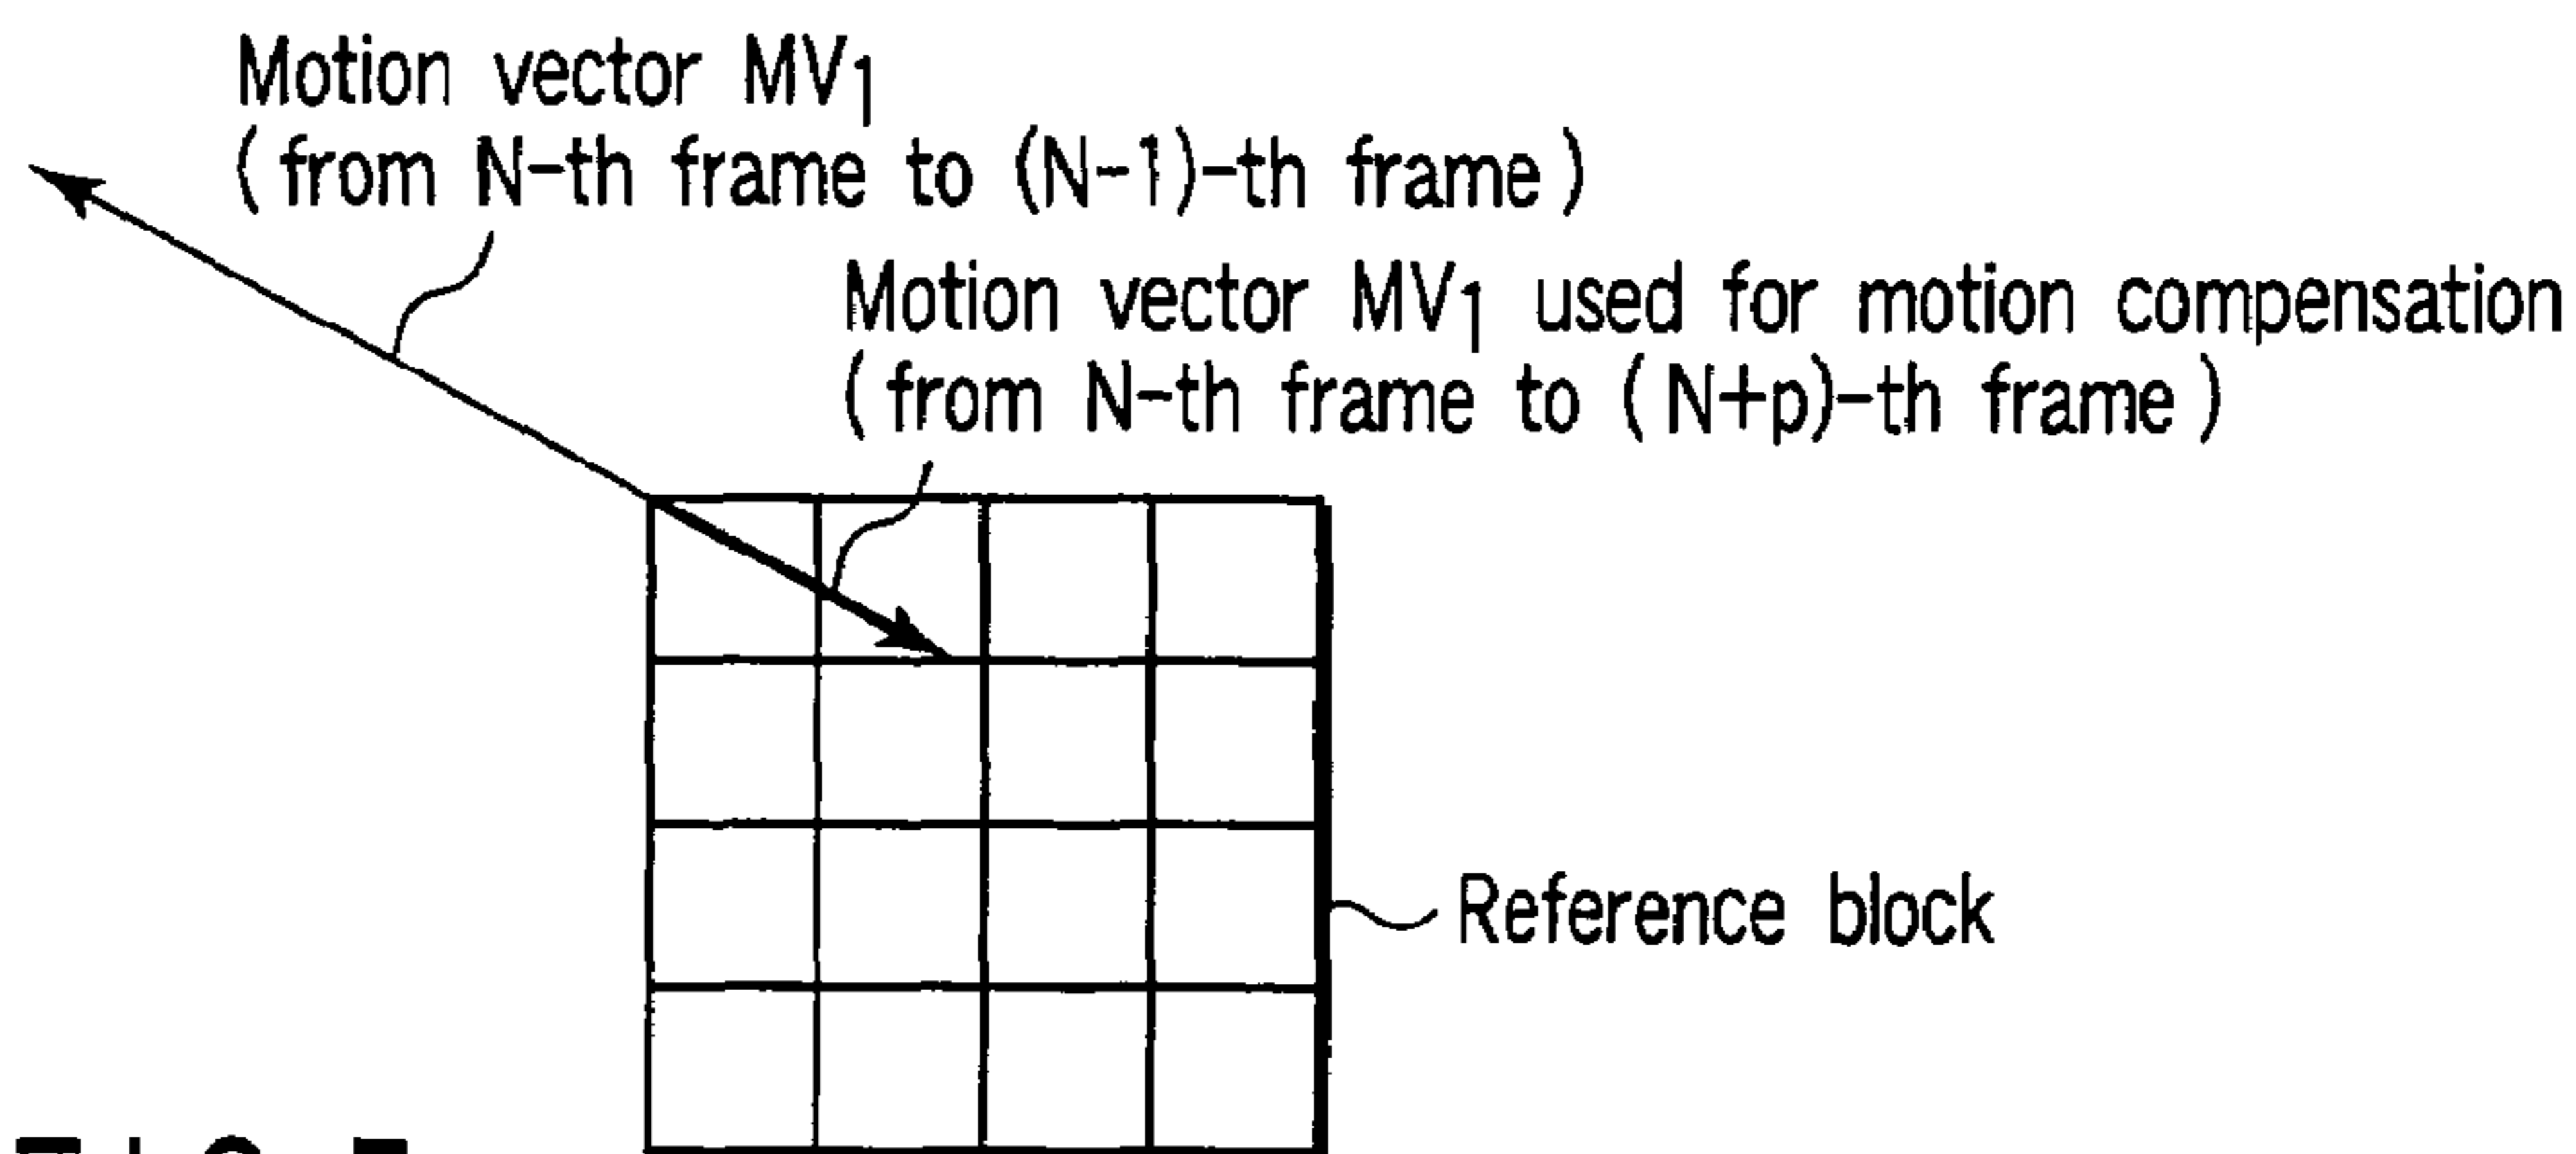 Motion vector MV1
(from N-th frame to (N-1)-th frame)
Motion vector MV1 used for motion compensation
(from N-th frame to (N+p)-th frame)
Reference block